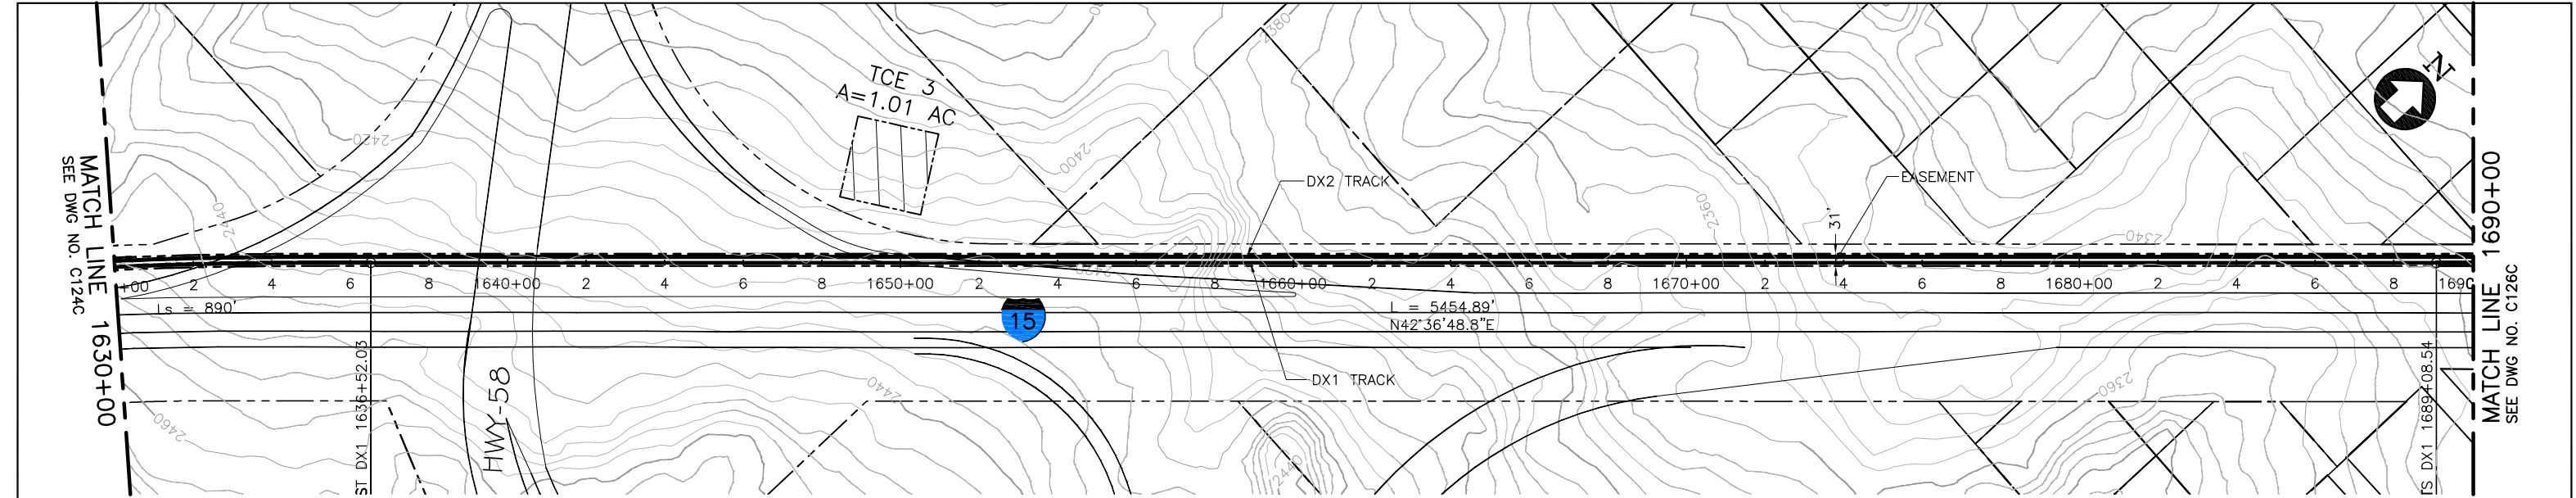 MATCH LINE 1630+00
SEE DWG NO. C124C
2420
2440
2460
TCE 3
A=1.01 AC
2380
2400
DX2 TRACK
2360
EASEMENT
31'
2340
N
+00 2 4 6 8 1640+00 2 4 6 8 1650+00 2 4 6 8 1660+00 2 4 6 8 1670+00 2 4 6 8 1680+00 2 4 6 8 1690
Ls = 890'
15
L = 5454.89'
N42°36'48.8"E
DX1 TRACK
ST DX1 1636+52.03
HWY-58
2440
2440
2360
TS DX1 1689+08.54
MATCH LINE 1690+00
SEE DWG NO. C126C